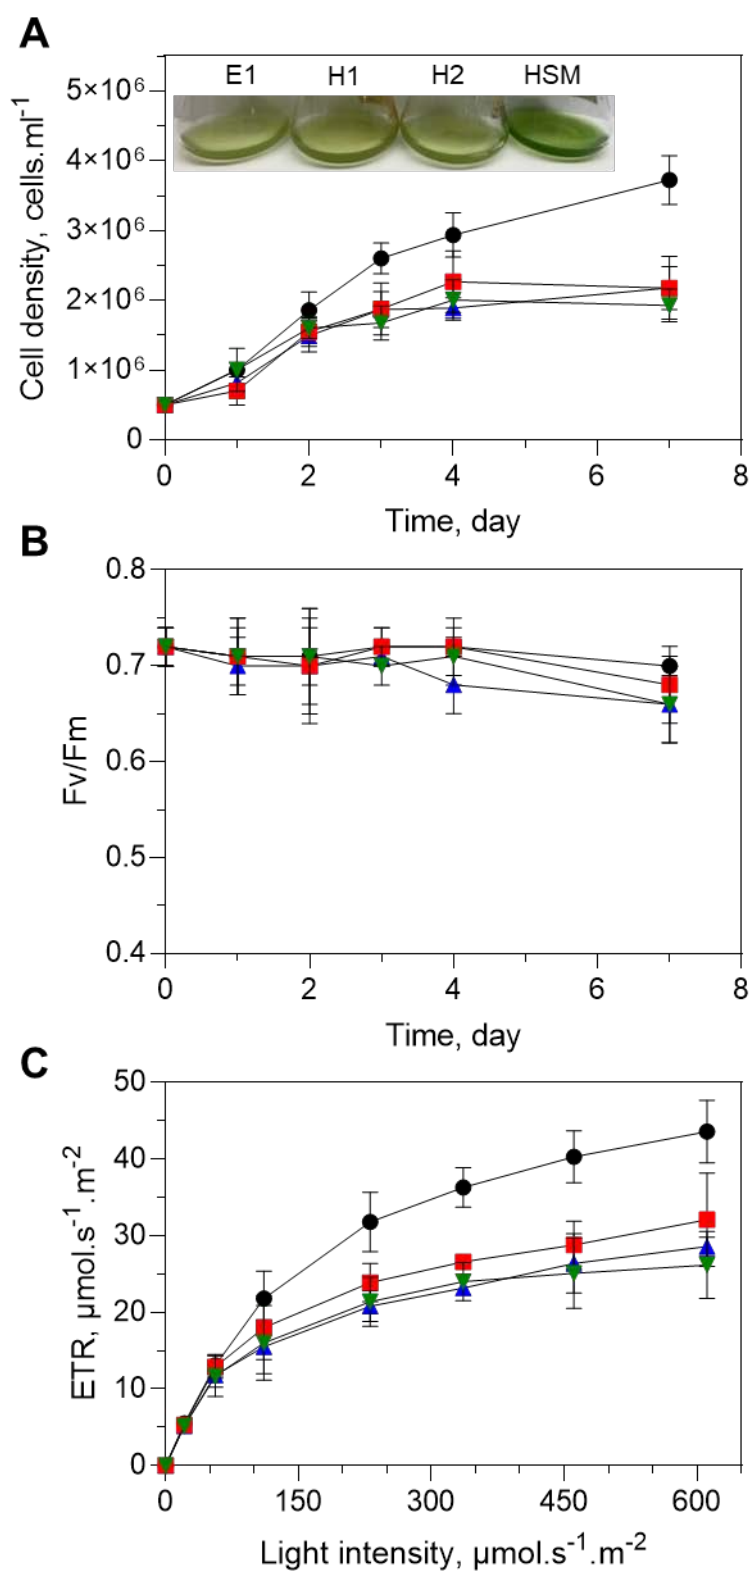 A
E1 H1 H2 HSM
5×10⁶
4×10⁶
3×10⁶
2×10⁶
1×10⁶
0
Cell density, cells.ml⁻¹
0 2 4 6 8
Time, day
B
0.8
0.7
0.6
0.5
0.4
Fv/Fm
0 2 4 6 8
Time, day
C
50
40
30
20
10
0
ETR, µmol.s⁻¹.m⁻²
0 150 300 450 600
Light intensity, µmol.s⁻¹.m⁻²